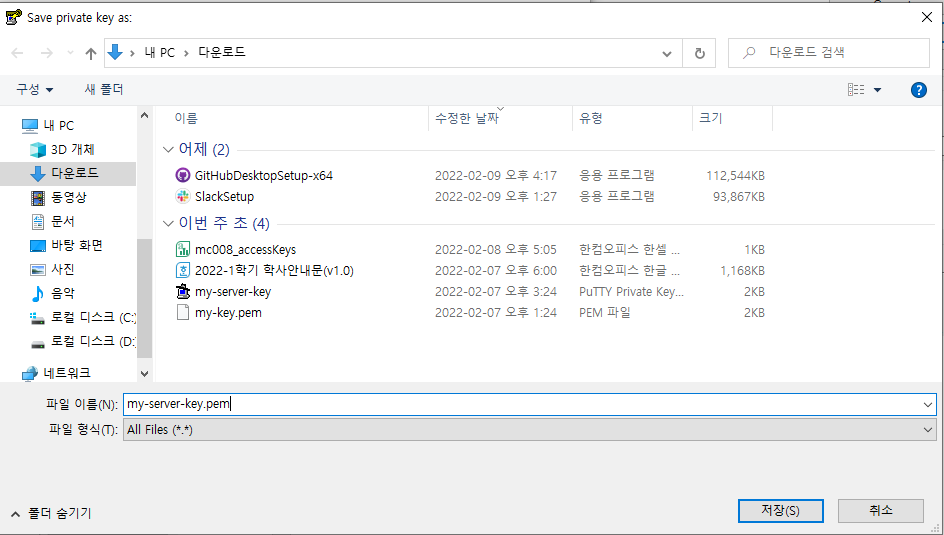 Save private key as:
내 PC › 다운로드
다운로드 검색
구성 새 폴더
내 PC
3D 개체
다운로드
동영상
문서
바탕 화면
사진
음악
로컬 디스크 (C:)
로컬 디스크 (D:)
네트워크
이름 수정한 날짜 유형 크기
어제 (2)
GitHubDesktopSetup-x64 2022-02-09 오후 4:17 응용 프로그램 112,544KB
SlackSetup 2022-02-09 오후 1:27 응용 프로그램 93,867KB
이번 주 초 (4)
mc008_accessKeys 2022-02-08 오후 5:05 한컴오피스 한셀 ... 1KB
2022-1학기 학사안내문(v1.0) 2022-02-07 오후 6:00 한컴오피스 한글 ... 1,168KB
my-server-key 2022-02-07 오후 3:24 PuTTY Private Key... 2KB
my-key.pem 2022-02-07 오후 1:24 PEM 파일 2KB
파일 이름(N): my-server-key.pem
파일 형식(T): All Files (*.*)
폴더 숨기기 저장(S) 취소